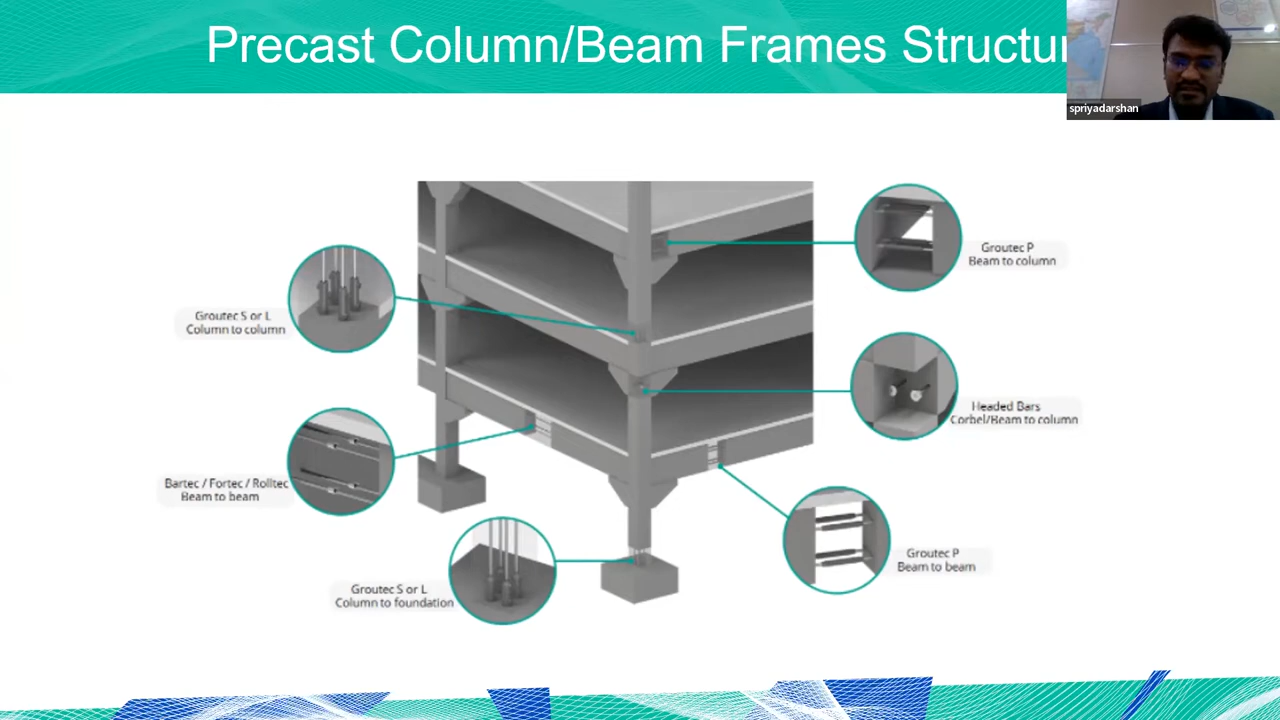 Precast Column/Beam Frames Structu
spriyadarshan
Groutec P
Beam to column
Groutec S or L
Column to column
Headed Bars
Corbel/Beam to column
Bartec / Fortec / Rolltec
Beam to beam
Groutec P
Beam to beam
Groutec S or L
Column to foundation